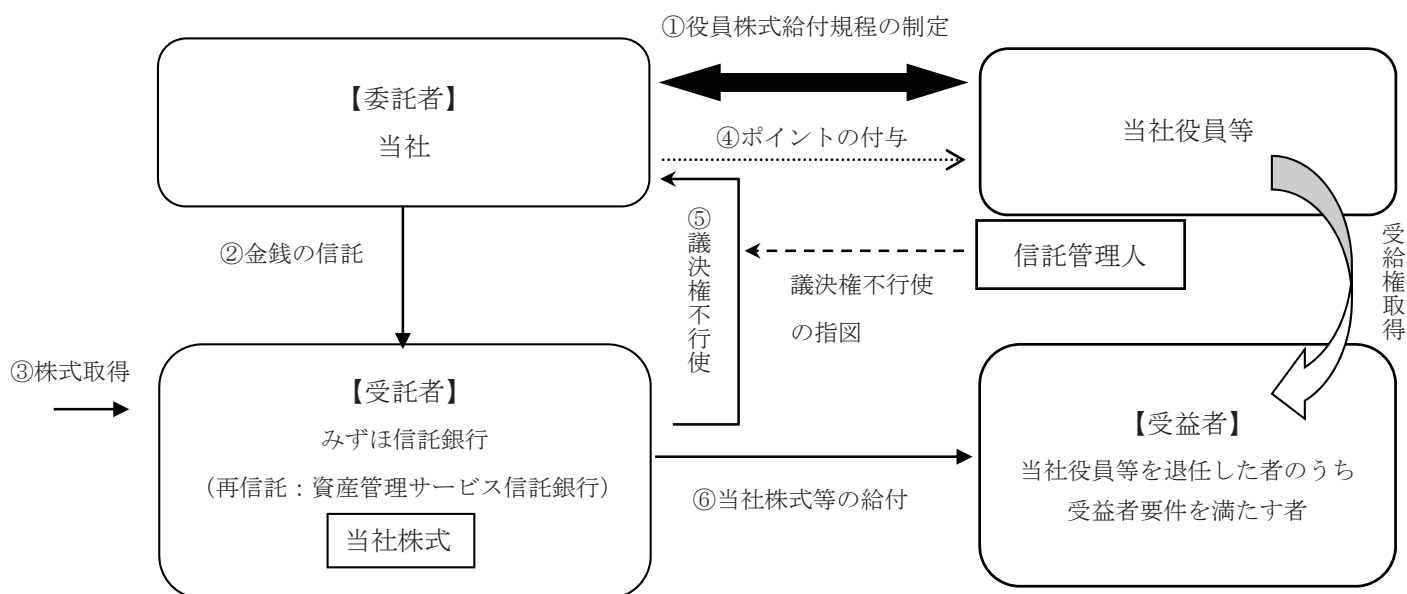 ①役員株式給付規程の制定
【委託者】
当社
当社役員等
④ポイントの付与
②金銭の信託
⑤議決権不行使
信託管理人
議決権不行使
の指図
受給権取得
③株式取得
【受託者】
みずほ信託銀行
（再信託：資産管理サービス信託銀行）
当社株式
⑥当社株式等の給付
【受益者】
当社役員等を退任した者のうち
受益者要件を満たす者